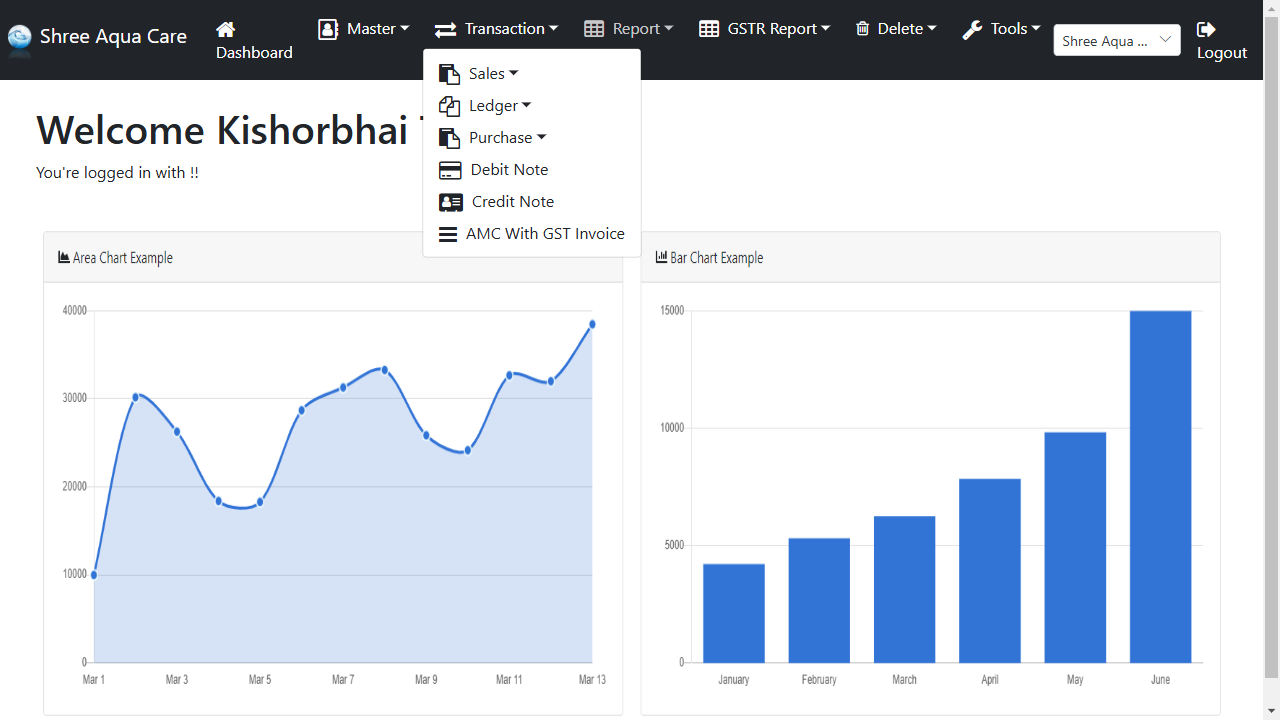 Shree Aqua Care
Dashboard
Master
Transaction
Report
GSTR Report
Delete
Tools
Shree Aqua ...
Logout
Sales
Ledger
Purchase
Debit Note
Credit Note
AMC With GST Invoice
Welcome Kishorbhai
You're logged in with !!
Area Chart Example
40000
30000
20000
10000
0
Mar 1 Mar 3 Mar 5 Mar 7 Mar 9 Mar 11 Mar 13
Bar Chart Example
15000
10000
5000
0
January February March April May June